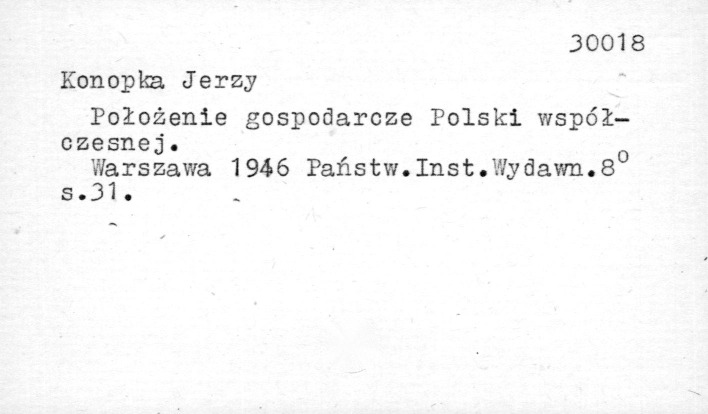 30018
Konopka Jerzy
Położenie gospodarcze Polski współ-
czesnej.
Warszawa 1946 Państw.Inst.Wydawn.8⁰
s.31.